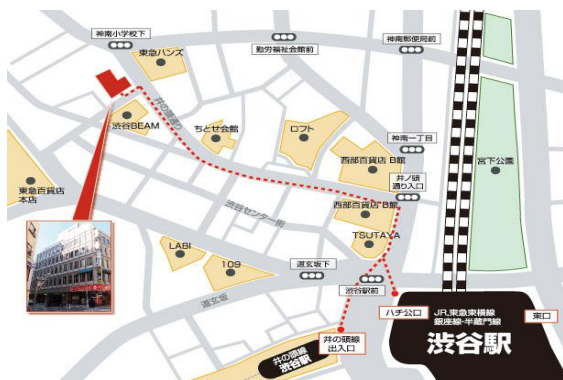 神南小学校下
東急ハンズ
勤労福祉会館前
神南郵便局前
井の頭通り
渋谷BEAM
ちとせ会館
ロフト
神南一丁目
西部百貨店 B館
井ノ頭
通り入口
宮下公園
東急百貨店
本店
渋谷センター街
西部百貨店 B館
TSUTAYA
LABI
109
道玄坂下
道玄坂
渋谷駅前
ハチ公口
JR.東急東横線
銀座線・半蔵門線
渋谷駅
東口
井の頭線
出入口
井の頭線
渋谷駅